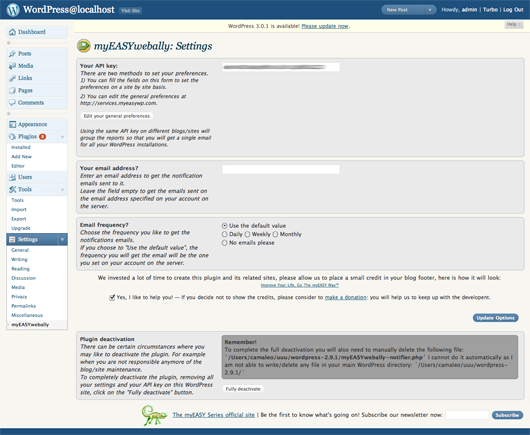 WordPress@localhost Visit Site
New Post Howdy, admin | Turbo | Log Out
WordPress 3.0.1 is available! Please update now.
Help
Dashboard
Posts
Media
Links
Pages
Comments
Appearance
Plugins
Installed
Add New
Editor
Users
Tools
Tools
Import
Export
Upgrade
Settings
General
Writing
Reading
Discussion
Media
Privacy
Permalinks
Miscellaneous
myEASYwebally
myEASYwebally: Settings
Your API key:
There are two methods to set your preferences.
1) You can fill the fields on this form to set the
preferences on a site by site basis.
2) You can edit the general preferences at
http://services.myeasywp.com.
Edit your general preferences
Using the same API key on different blogs/sites will
group the reports so that you will get a single email
for all your WordPress installations.
Your email address?
Enter an email address to get the notification
emails sent to it.
Leave the field empty to get the emails sent on
the email address specified on your account on
the server.
Email frequency?
Choose the frequency you like to get the
notifications emails.
If you choose to "Use the default value", the
frequency you will get the email will be the one
you set on your account on the server.
Use the default value
Daily Weekly Monthly
No emails please
We invested a lot of time to create this plugin and its related sites, please allow us to place a small credit in your blog footer, here is how it will look:
Improve Your Life, Go The myEASY Way™
Yes, I like to help you! — If you decide not to show the credits, please consider to make a donation: you will help us to keep up with the developent.
Update Options
Plugin deactivation
There can be certain circumstances where you
may like to deactivate the plugin. For example
when you are not responsible anymore of the
blog/site maintenance.
To completely deactivate the plugin, removing all
your settings and your API key on this WordPress
site, click on the "Fully deactivate" button.
Remember!
To complete the full deactivation you will also need to manually delete the following file:
`/Users/camaleo/uuu/wordpress-2.9.1/myEASYwebally-notifier.php` I cannot do it automatically as I
am not able to write/delete any file in your main WordPress directory: `/Users/camaleo/uuu/wordpress-
2.9.1/`
Fully deactivate
The myEASY Series official site | Be the first to know what's going on! Subscribe our newsletter now: Subscribe